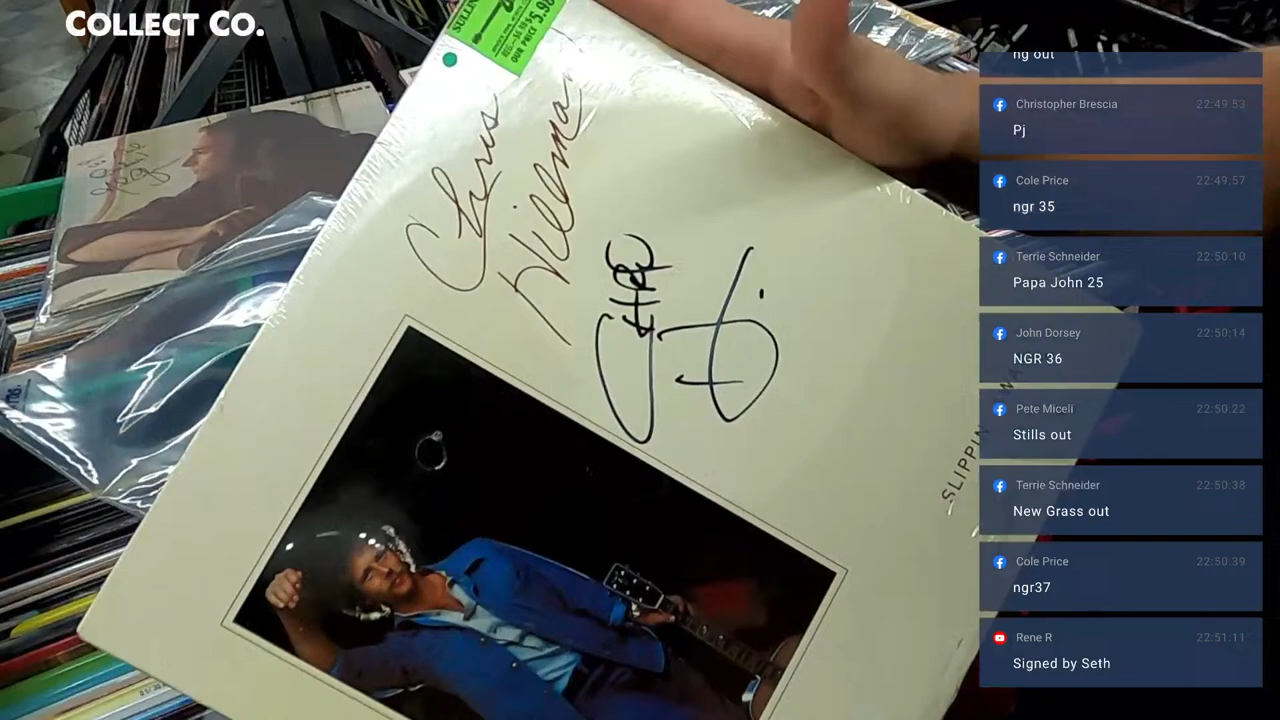 COLLECT CO.
OUR PRICE 5.98
Chris
Hillman
SLIPPIN
ng out
Christopher Brescia 22:49:53
Pj
Cole Price 22:49:57
ngr 35
Terrie Schneider 22:50:10
Papa John 25
John Dorsey 22:50:14
NGR 36
Pete Miceli 22:50:22
Stills out
Terrie Schneider 22:50:38
New Grass out
Cole Price 22:50:39
ngr37
Rene R 22:51:11
Signed by Seth